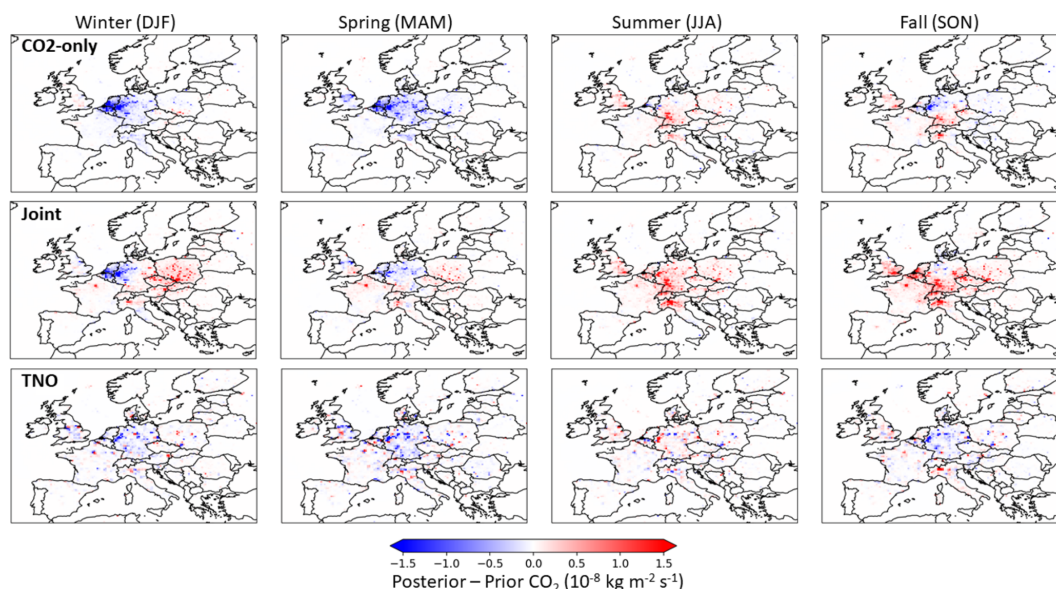 Winter (DJF) Spring (MAM) Summer (JJA) Fall (SON)
CO2-only
Joint
TNO
−1.5 −1.0 −0.5 0.0 0.5 1.0 1.5
Posterior – Prior CO₂ (10⁻⁸ kg m⁻² s⁻¹)